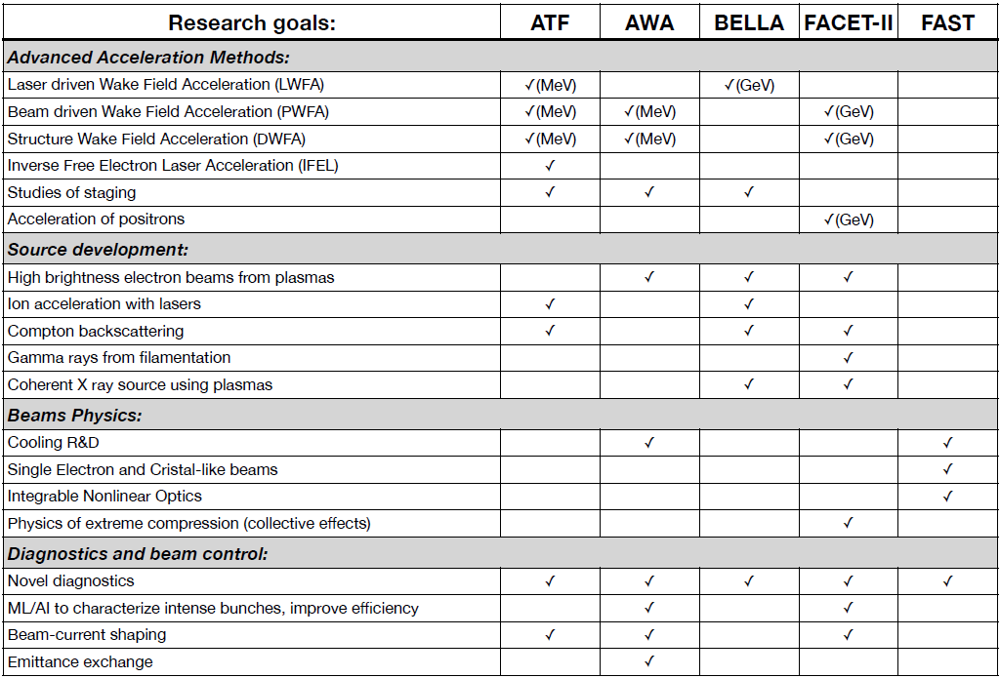 Research goals: ATF AWA BELLA FACET-II FAST
Advanced Acceleration Methods:
Laser driven Wake Field Acceleration (LWFA) ✓(MeV) ✓(GeV)
Beam driven Wake Field Acceleration (PWFA) ✓(MeV) ✓(MeV) ✓(GeV)
Structure Wake Field Acceleration (DWFA) ✓(MeV) ✓(MeV) ✓(GeV)
Inverse Free Electron Laser Acceleration (IFEL) ✓
Studies of staging ✓ ✓ ✓
Acceleration of positrons ✓(GeV)
Source development:
High brightness electron beams from plasmas ✓ ✓ ✓
Ion acceleration with lasers ✓ ✓
Compton backscattering ✓ ✓ ✓
Gamma rays from filamentation ✓
Coherent X ray source using plasmas ✓ ✓
Beams Physics:
Cooling R&D ✓ ✓
Single Electron and Cristal-like beams ✓
Integrable Nonlinear Optics ✓
Physics of extreme compression (collective effects) ✓
Diagnostics and beam control:
Novel diagnostics ✓ ✓ ✓ ✓ ✓
ML/AI to characterize intense bunches, improve efficiency ✓ ✓
Beam-current shaping ✓ ✓ ✓
Emittance exchange ✓